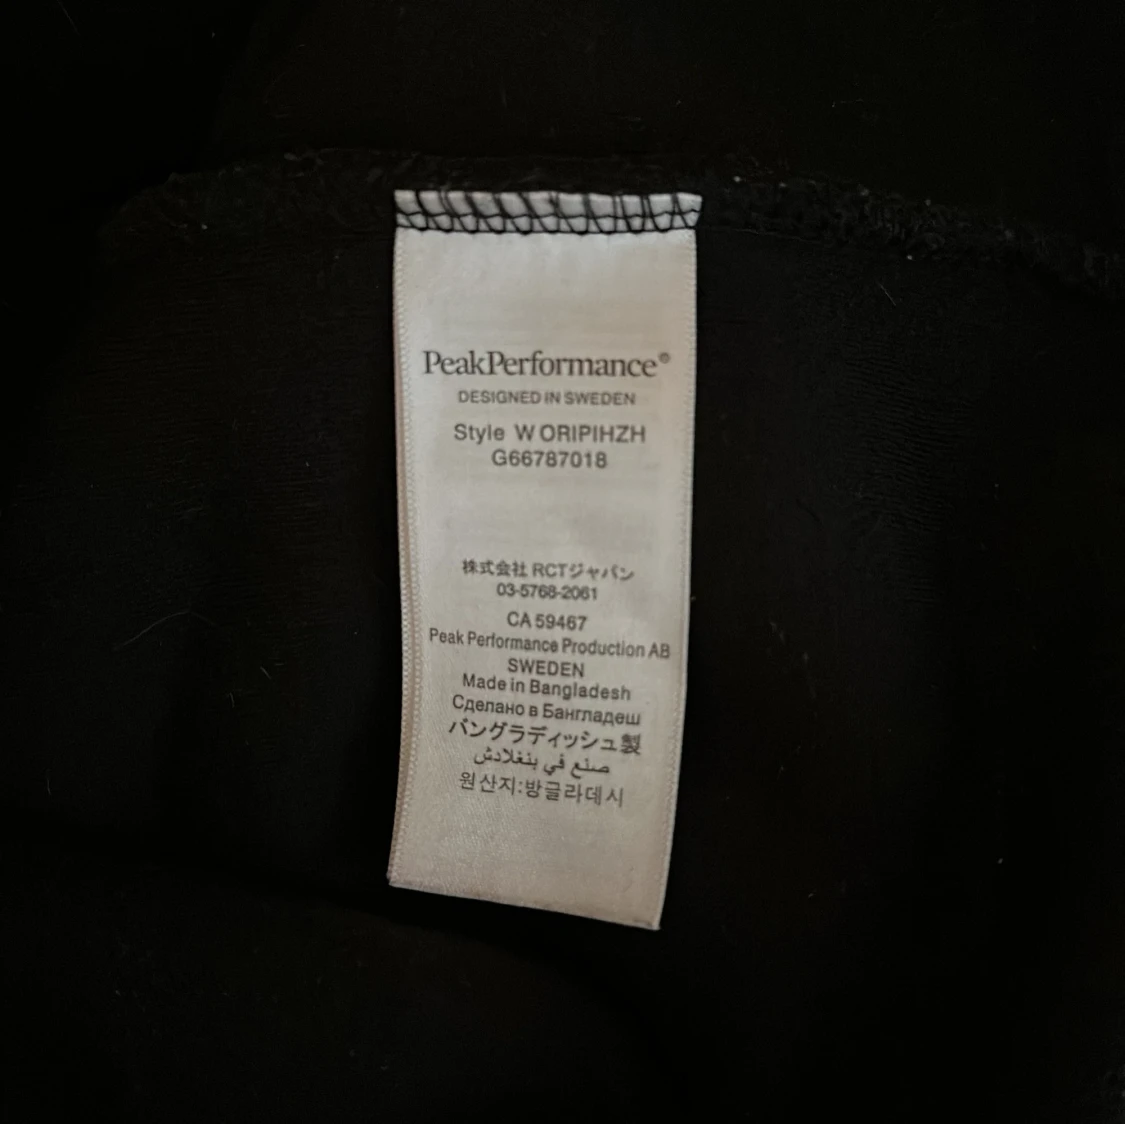 PeakPerformance®
DESIGNED IN SWEDEN
Style W ORIPIHZH
G66787018
株式会社 RCTジャパン
03-5768-2061
CA 59467
Peak Performance Production AB
SWEDEN
Made in Bangladesh
Сделано в Бангладеш
バングラディッシュ製
صنع في بنغلادش
원산지:방글라데시